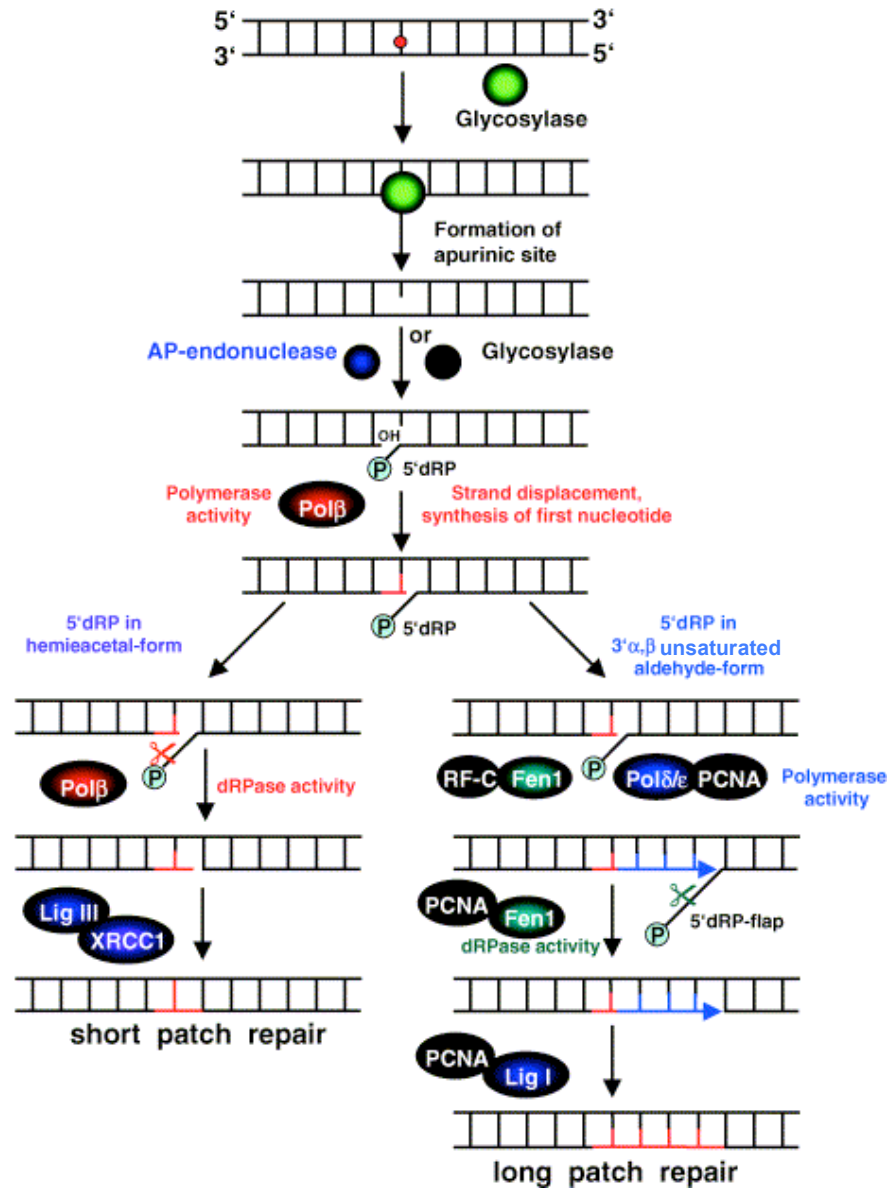 5‘ 3‘
3‘ 5‘
Glycosylase
Formation of
apurinic site
or
AP-endonuclease Glycosylase
OH
P 5‘dRP
Polymerase
activity
Polβ
Strand displacement,
synthesis of first nucleotide
P 5‘dRP
5‘dRP in
hemieacetal-form
5‘dRP in
3‘α,β unsaturated
aldehyde-form
P
Polβ
dRPase activity
Lig III
XRCC1
short patch repair
P
RF-C Fen1 Polδ/ε PCNA
Polymerase
activity
PCNA
Fen1
dRPase activity
P
5‘dRP-flap
PCNA
Lig I
long patch repair